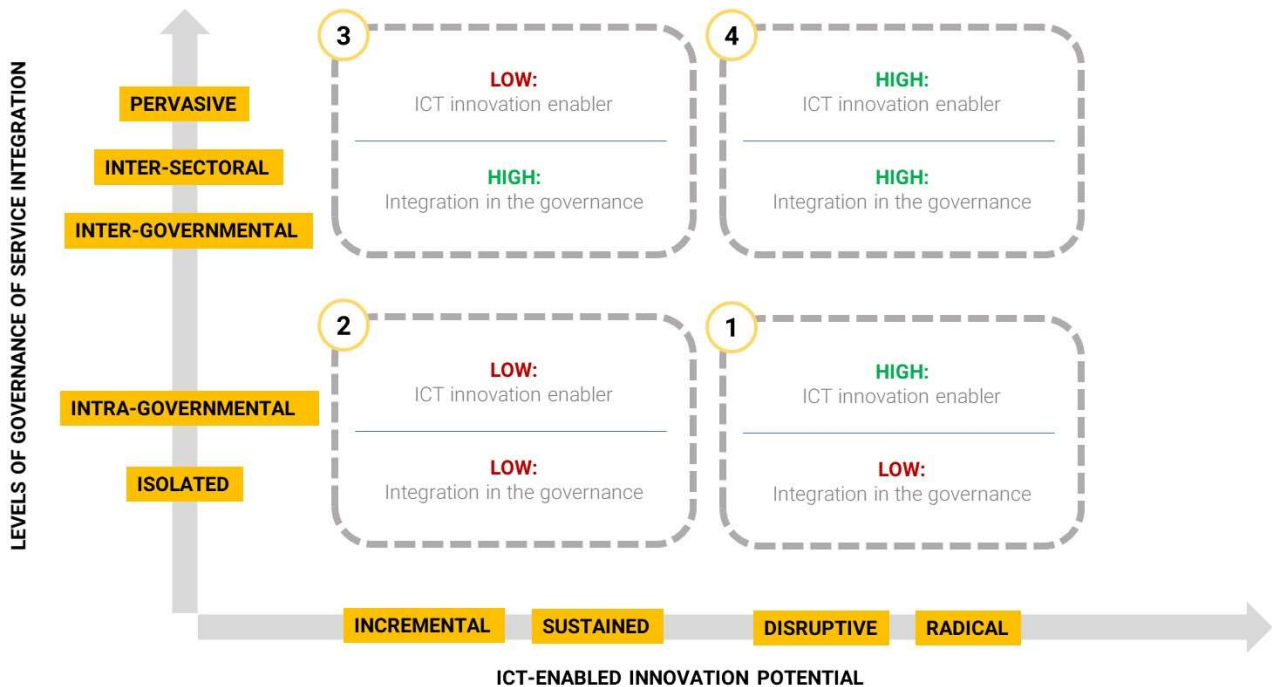 LEVELS OF GOVERNANCE OF SERVICE INTEGRATION
PERVASIVE
INTER-SECTORAL
INTER-GOVERNMENTAL
INTRA-GOVERNMENTAL
ISOLATED
3
LOW:
ICT innovation enabler
HIGH:
Integration in the governance
4
HIGH:
ICT innovation enabler
HIGH:
Integration in the governance
2
LOW:
ICT innovation enabler
LOW:
Integration in the governance
1
HIGH:
ICT innovation enabler
LOW:
Integration in the governance
INCREMENTAL
SUSTAINED
DISRUPTIVE
RADICAL
ICT-ENABLED INNOVATION POTENTIAL